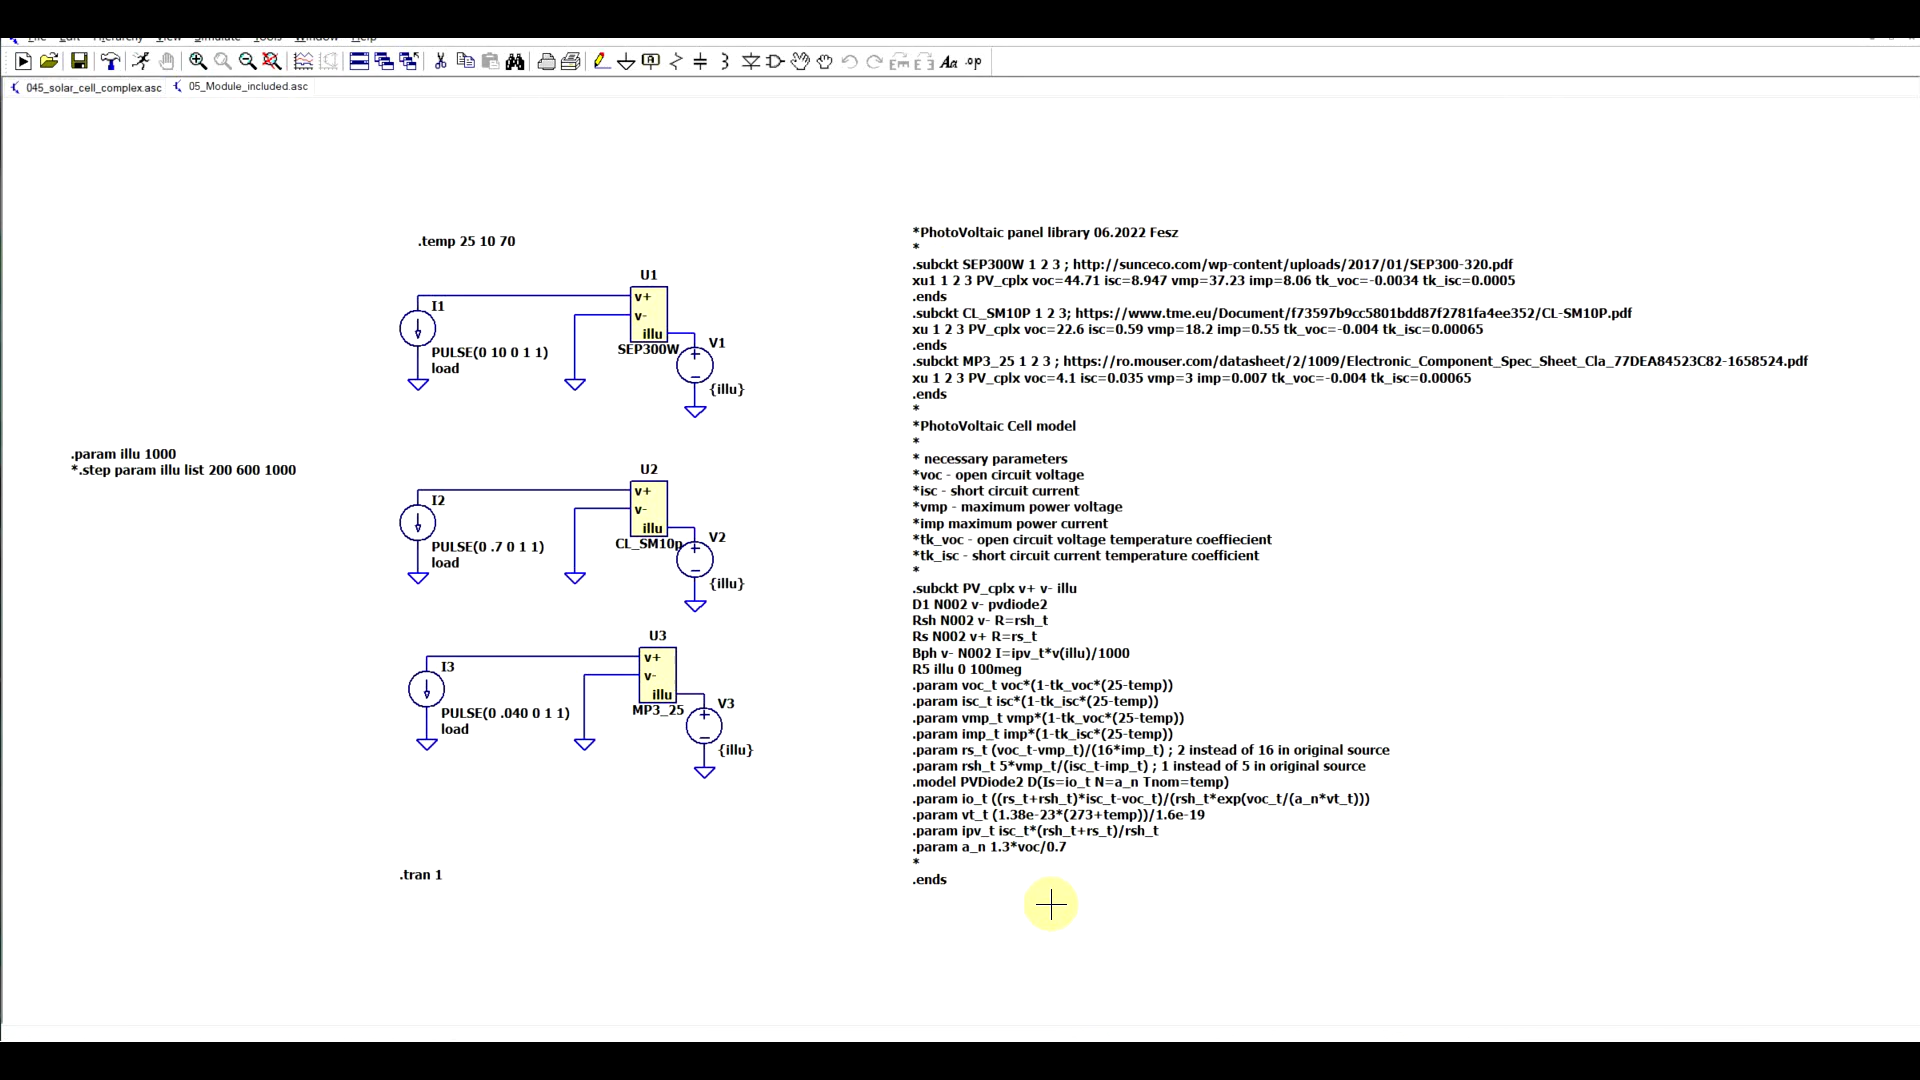 File Edit Hierarchy View Simulate Tools Window Help
045_solar_cell_complex.asc
05_Module_included.asc
.temp 25 10 70
I1
PULSE(0 10 0 1 1)
load
U1
v+
v-
illu
SEP300W
V1
{illu}
.param illu 1000
*.step param illu list 200 600 1000
I2
PULSE(0 .7 0 1 1)
load
U2
v+
v-
illu
CL_SM10p
V2
{illu}
I3
PULSE(0 .040 0 1 1)
load
U3
v+
v-
illu
MP3_25
V3
{illu}
.tran 1
*PhotoVoltaic panel library 06.2022 Fesz
*
.subckt SEP300W 1 2 3 ; http://sunceco.com/wp-content/uploads/2017/01/SEP300-320.pdf
xu1 1 2 3 PV_cplx voc=44.71 isc=8.947 vmp=37.23 imp=8.06 tk_voc=-0.0034 tk_isc=0.0005
.ends
.subckt CL_SM10P 1 2 3; https://www.tme.eu/Document/f73597b9cc5801bdd87f2781fa4ee352/CL-SM10P.pdf
xu 1 2 3 PV_cplx voc=22.6 isc=0.59 vmp=18.2 imp=0.55 tk_voc=-0.004 tk_isc=0.00065
.ends
.subckt MP3_25 1 2 3 ; https://ro.mouser.com/datasheet/2/1009/Electronic_Component_Spec_Sheet_Cla_77DEA84523C82-1658524.pdf
xu 1 2 3 PV_cplx voc=4.1 isc=0.035 vmp=3 imp=0.007 tk_voc=-0.004 tk_isc=0.00065
.ends
*
*PhotoVoltaic Cell model
*
* necessary parameters
*voc - open circuit voltage
*isc - short circuit current
*vmp - maximum power voltage
*imp maximum power current
*tk_voc - open circuit voltage temperature coeffiecient
*tk_isc - short circuit current temperature coefficient
*
.subckt PV_cplx v+ v- illu
D1 N002 v- pvdiode2
Rsh N002 v- R=rsh_t
Rs N002 v+ R=rs_t
Bph v- N002 I=ipv_t*v(illu)/1000
R5 illu 0 100meg
.param voc_t voc*(1-tk_voc*(25-temp))
.param isc_t isc*(1-tk_isc*(25-temp))
.param vmp_t vmp*(1-tk_voc*(25-temp))
.param imp_t imp*(1-tk_isc*(25-temp))
.param rs_t (voc_t-vmp_t)/(16*imp_t) ; 2 instead of 16 in original source
.param rsh_t 5*vmp_t/(isc_t-imp_t) ; 1 instead of 5 in original source
.model PVDiode2 D(Is=io_t N=a_n Tnom=temp)
.param io_t ((rs_t+rsh_t)*isc_t-voc_t)/(rsh_t*exp(voc_t/(a_n*vt_t)))
.param vt_t (1.38e-23*(273+temp))/1.6e-19
.param ipv_t isc_t*(rsh_t+rs_t)/rsh_t
.param a_n 1.3*voc/0.7
*
.ends